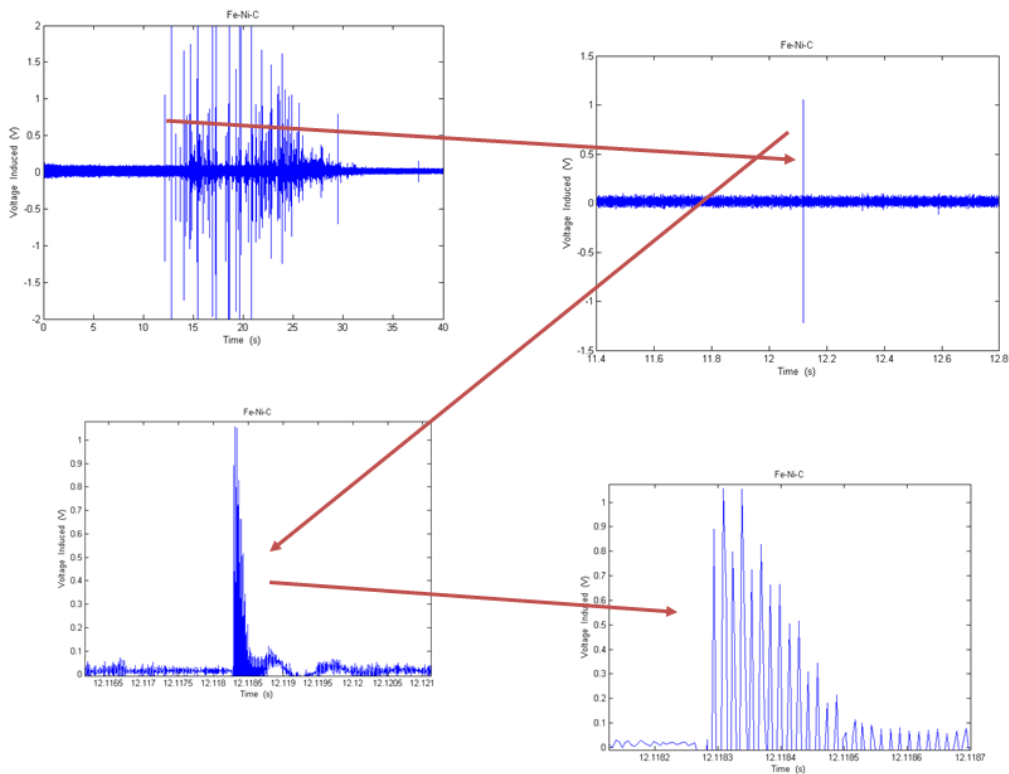 Fe-Ni-C
Voltage Induced (V)
2
1.5
1
0.5
0
-0.5
-1
-1.5
-2
0 5 10 15 20 25 30 35 40
Time (s)
Fe-Ni-C
Voltage Induced (V)
1.5
1
0.5
0
-0.5
-1
-1.5
11.4 11.6 11.8 12 12.2 12.4 12.6 12.8
Time (s)
Fe-Ni-C
Voltage Induced (V)
1
0.9
0.8
0.7
0.6
0.5
0.4
0.3
0.2
0.1
0
12.1165 12.117 12.1175 12.118 12.1185 12.119 12.1195 12.12 12.1205 12.121
Time (s)
Fe-Ni-C
Voltage Induced (V)
1
0.9
0.8
0.7
0.6
0.5
0.4
0.3
0.2
0.1
0
12.1182 12.1183 12.1184 12.1185 12.1186 12.1187
Time (s)